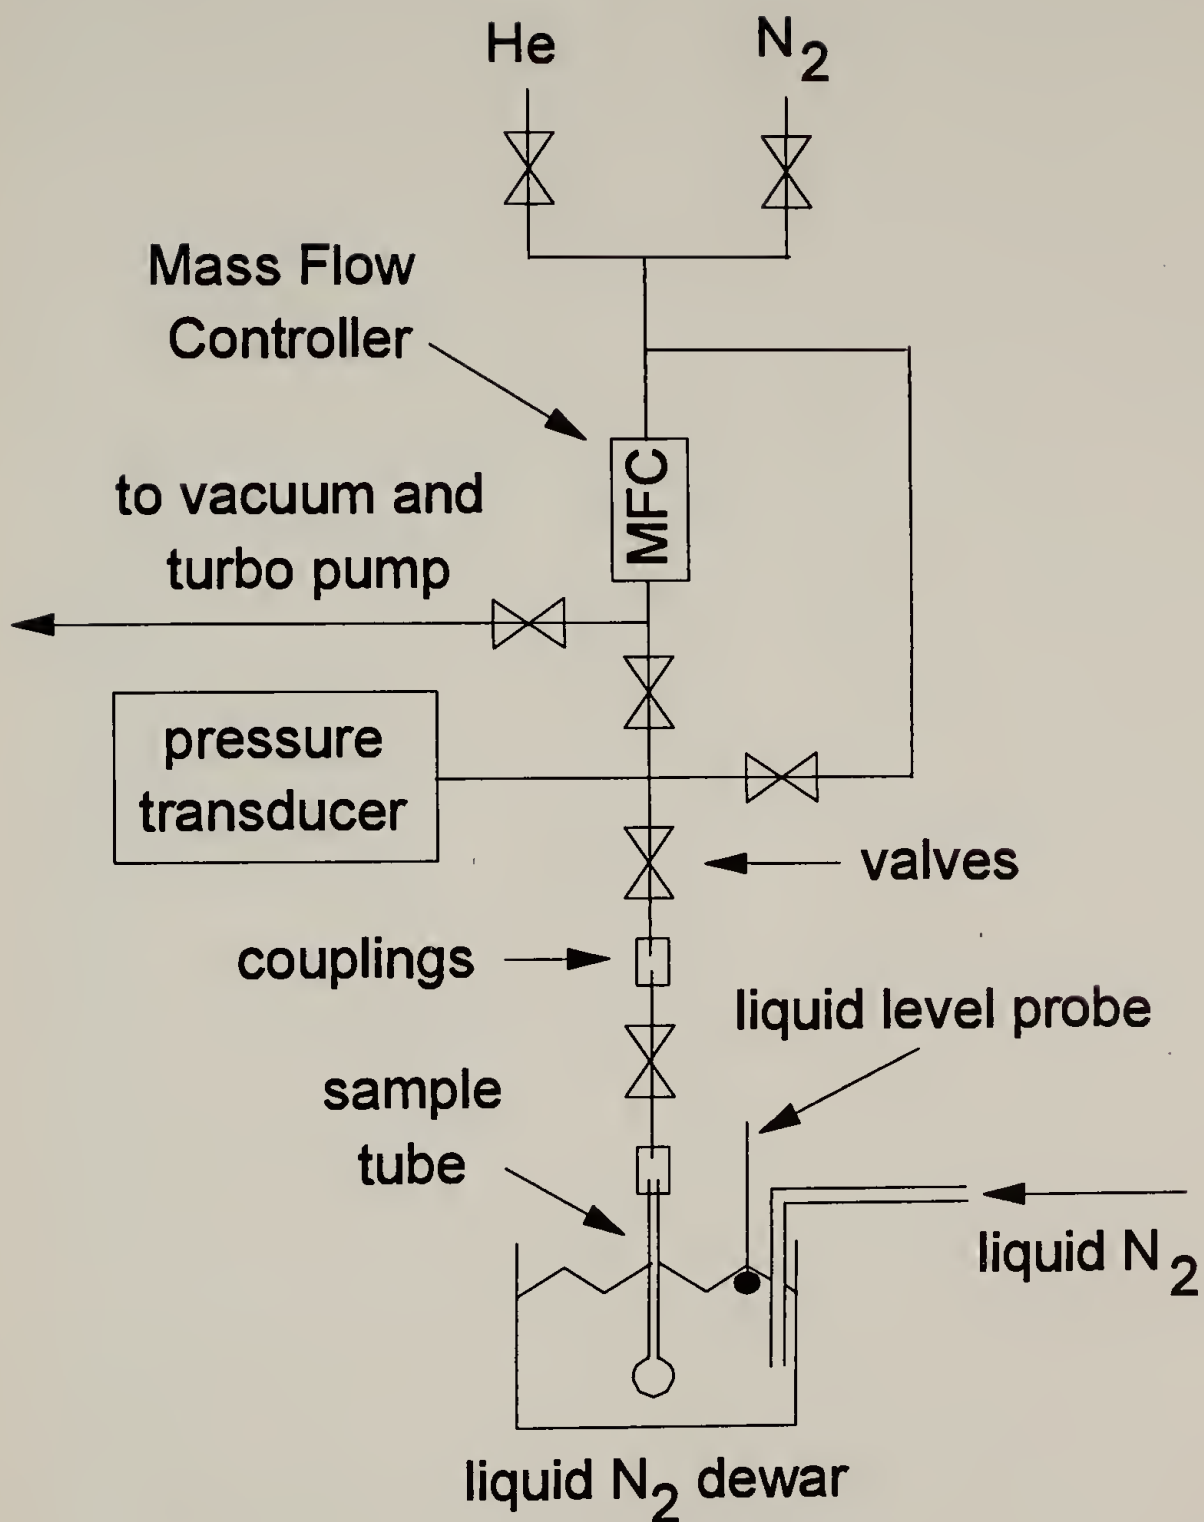 He
N2
Mass Flow
Controller
MFC
to vacuum and
turbo pump
pressure
transducer
valves
couplings
liquid level probe
sample
tube
liquid N2
liquid N2 dewar